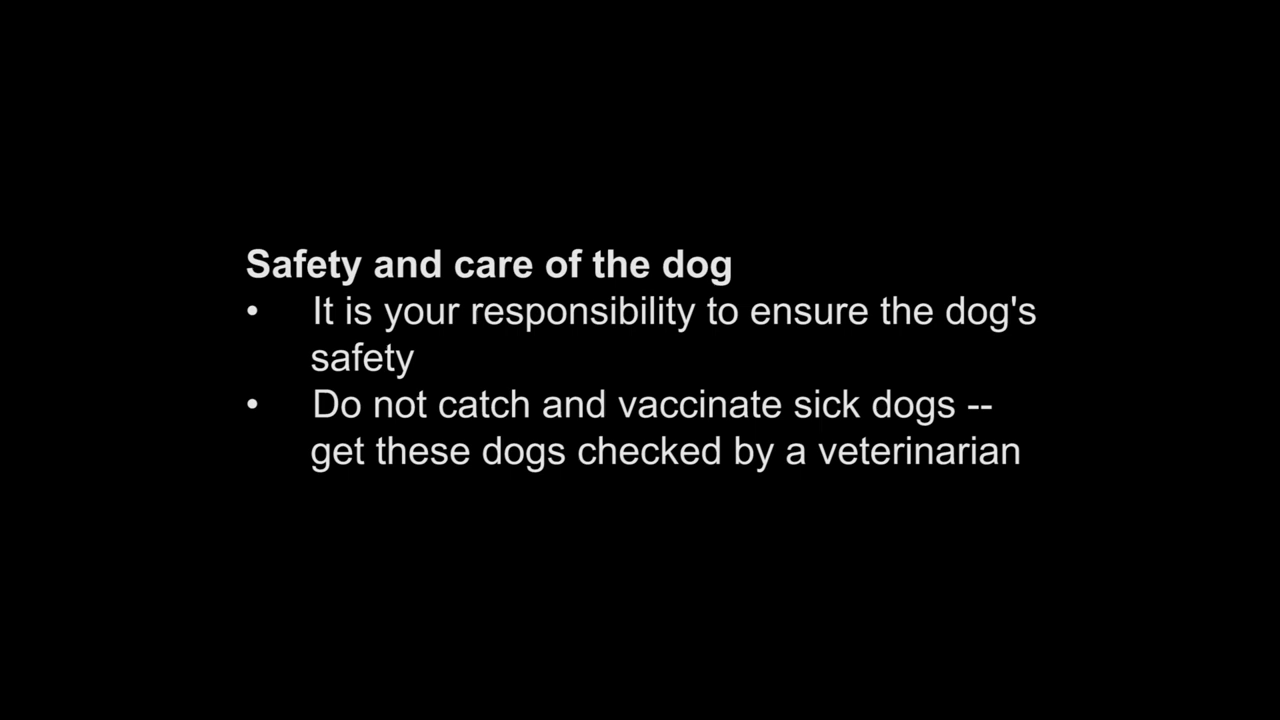 Safety and care of the dog
• It is your responsibility to ensure the dog's
safety
• Do not catch and vaccinate sick dogs --
get these dogs checked by a veterinarian